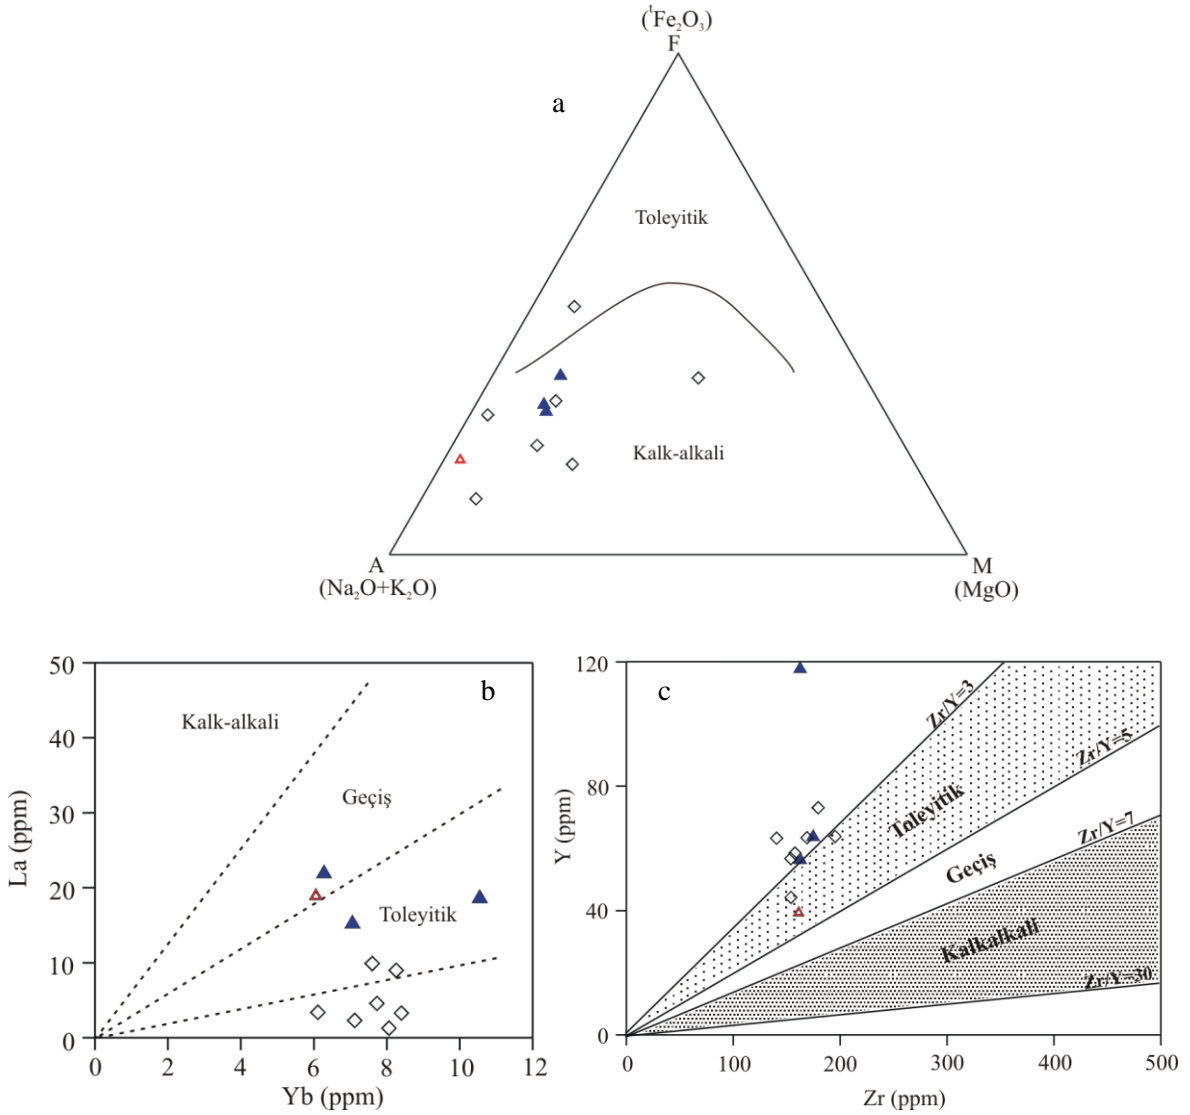 (ᵗFe₂O₃)
F
a
Toleyitik
Kalk-alkali
A
(Na₂O+K₂O)
M
(MgO)
50
40
30
20
10
0
La (ppm)
b
Kalk-alkali
Geçiş
Toleyitik
0
2
4
6
8
10
12
Yb (ppm)
120
80
40
0
Y (ppm)
c
Zr/Y=3
Zr/Y=5
Toleyitik
Zr/Y=7
Geçiş
Kalkalkali
Zr/Y=30
0
100
200
300
400
500
Zr (ppm)